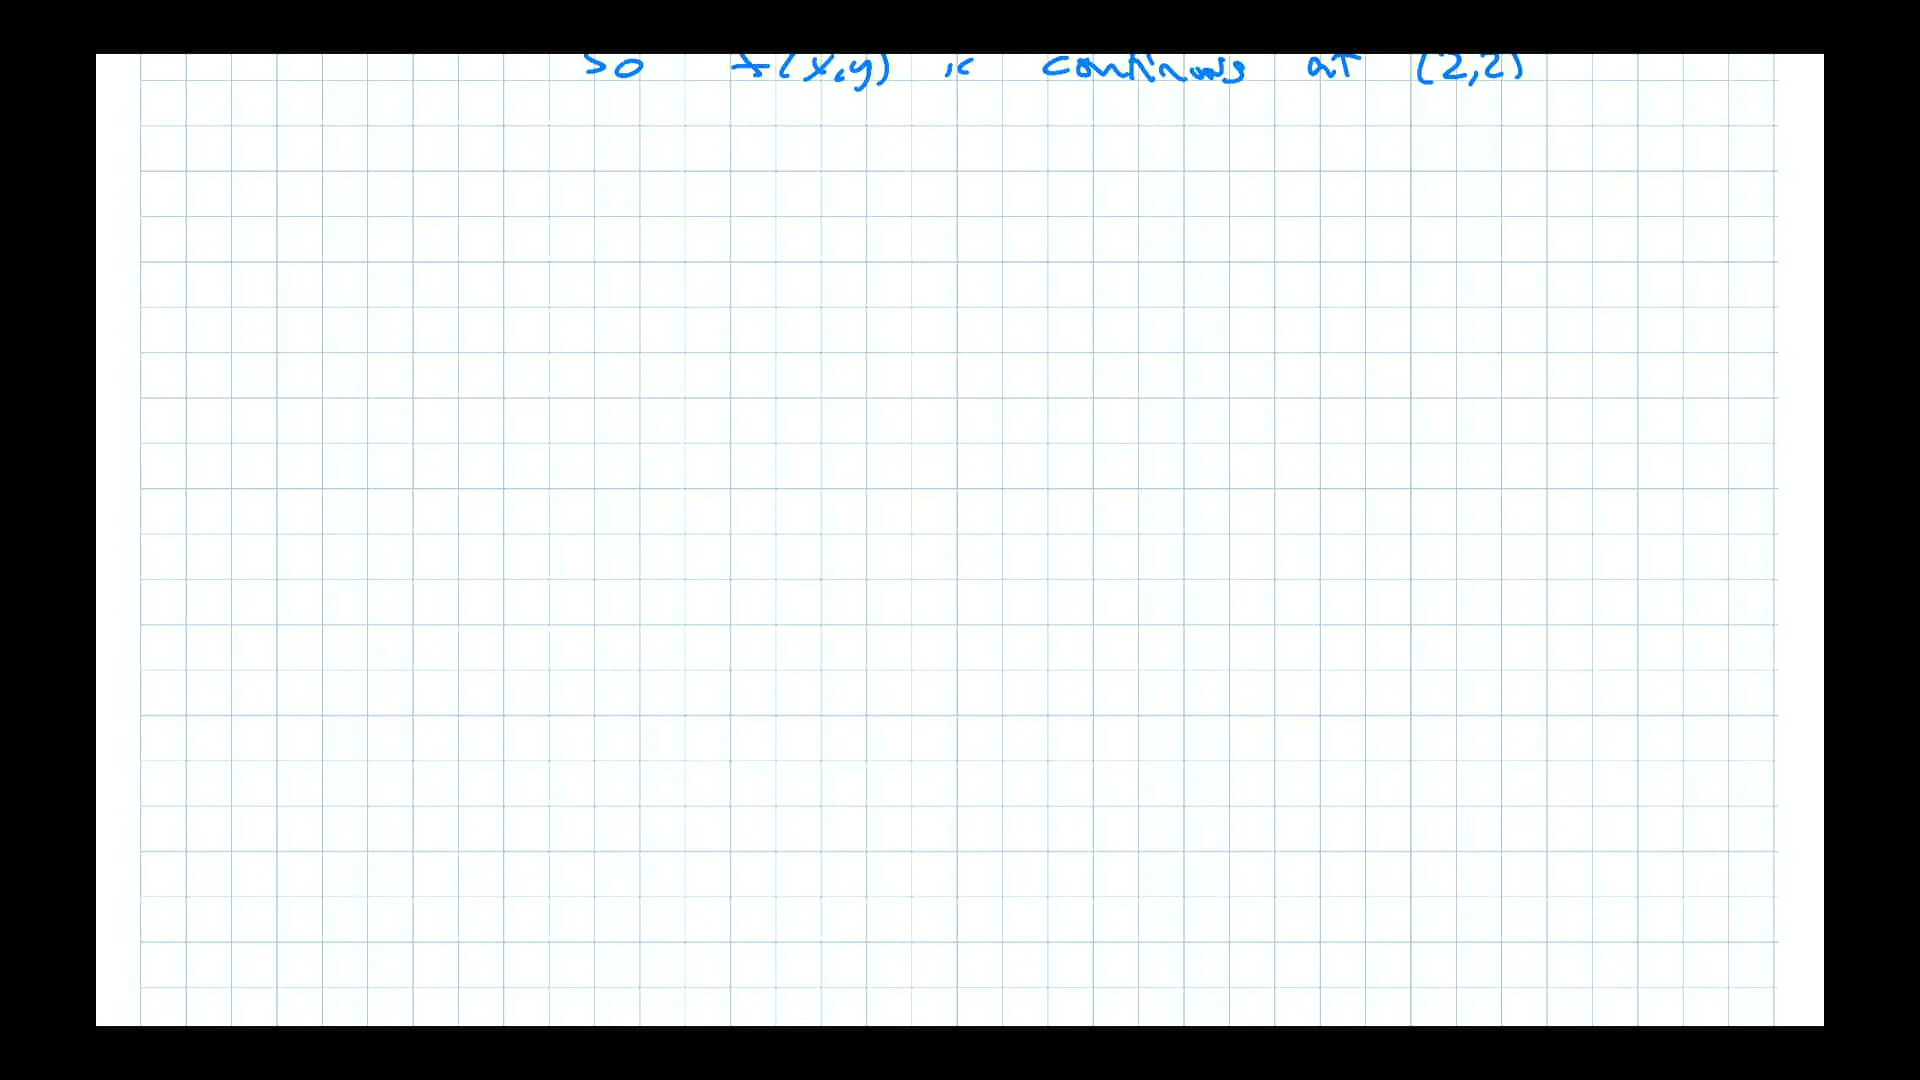 so f(x,y) is continuous at (2,2)